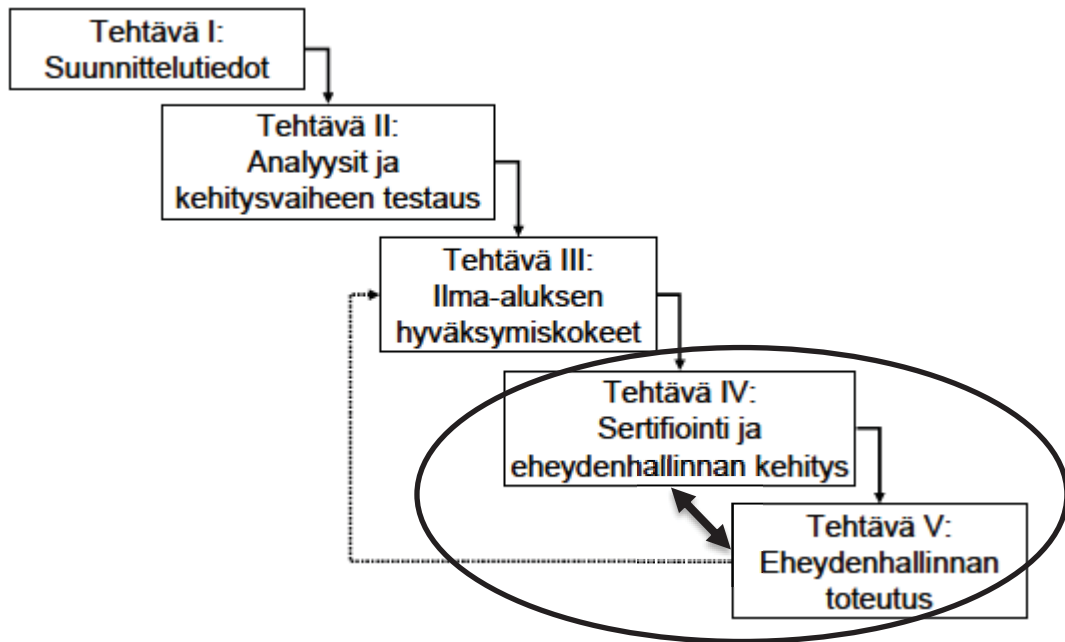 Tehtävä I:
Suunnittelutiedot
Tehtävä II:
Analyysit ja
kehitysvaiheen testaus
Tehtävä III:
Ilma-aluksen
hyväksymiskokeet
Tehtävä IV:
Sertifiointi ja
eheydenhallinnan kehitys
Tehtävä V:
Eheydenhallinnan
toteutus